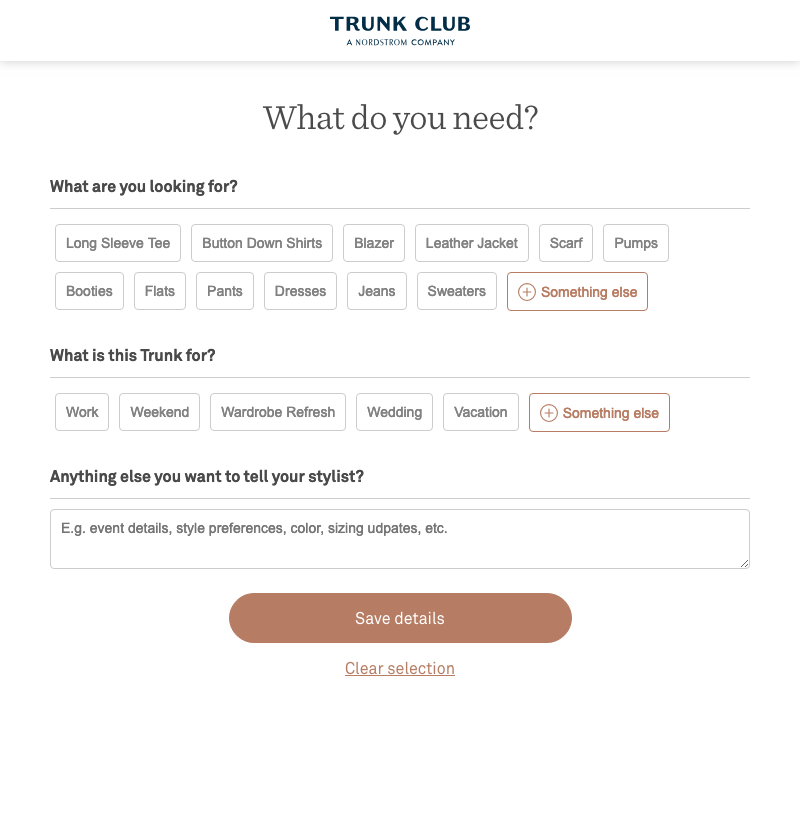 TRUNK CLUB
A NORDSTROM COMPANY
What do you need?
What are you looking for?
Long Sleeve Tee Button Down Shirts Blazer Leather Jacket Scarf Pumps
Booties Flats Pants Dresses Jeans Sweaters Something else
What is this Trunk for?
Work Weekend Wardrobe Refresh Wedding Vacation Something else
Anything else you want to tell your stylist?
E.g. event details, style preferences, color, sizing udpates, etc.
Save details
Clear selection